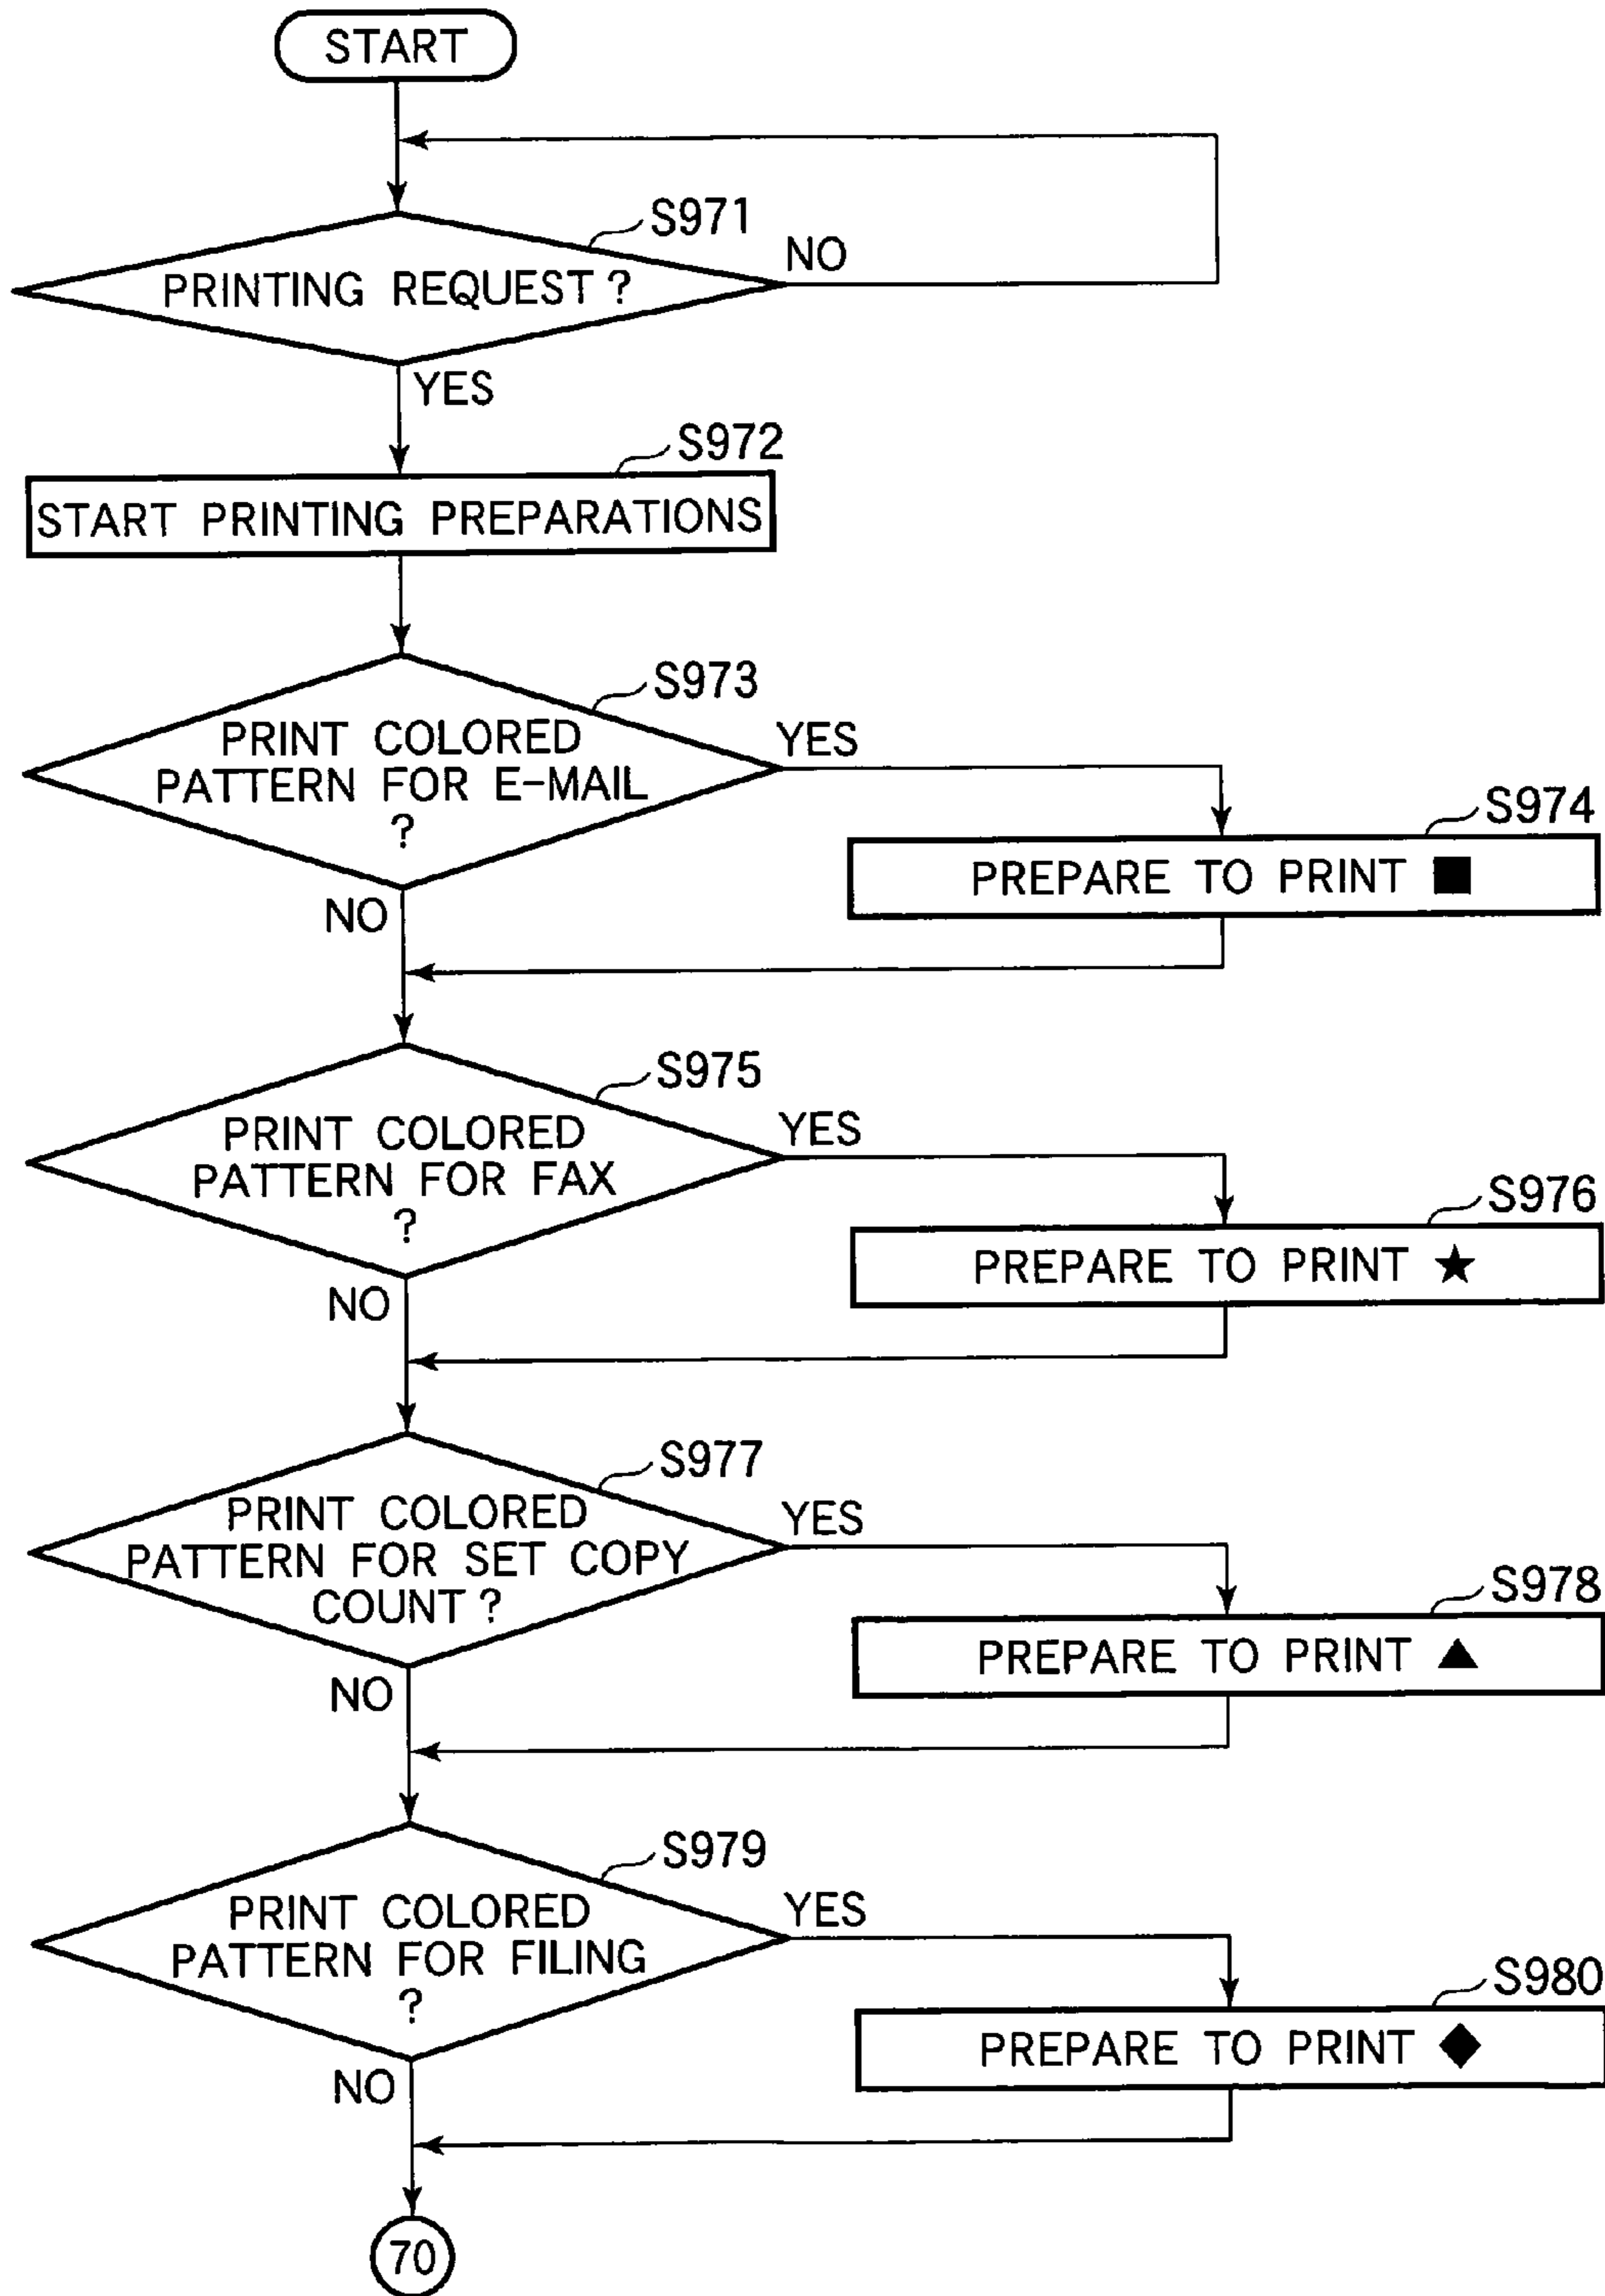 START
S971
PRINTING REQUEST?
NO
YES
S972
START PRINTING PREPARATIONS
S973
PRINT COLORED
PATTERN FOR E-MAIL
?
YES
NO
S974
PREPARE TO PRINT ■
S975
PRINT COLORED
PATTERN FOR FAX
?
YES
NO
S976
PREPARE TO PRINT ★
S977
PRINT COLORED
PATTERN FOR SET COPY
COUNT?
YES
NO
S978
PREPARE TO PRINT ▲
S979
PRINT COLORED
PATTERN FOR FILING
?
YES
NO
S980
PREPARE TO PRINT ◆
70